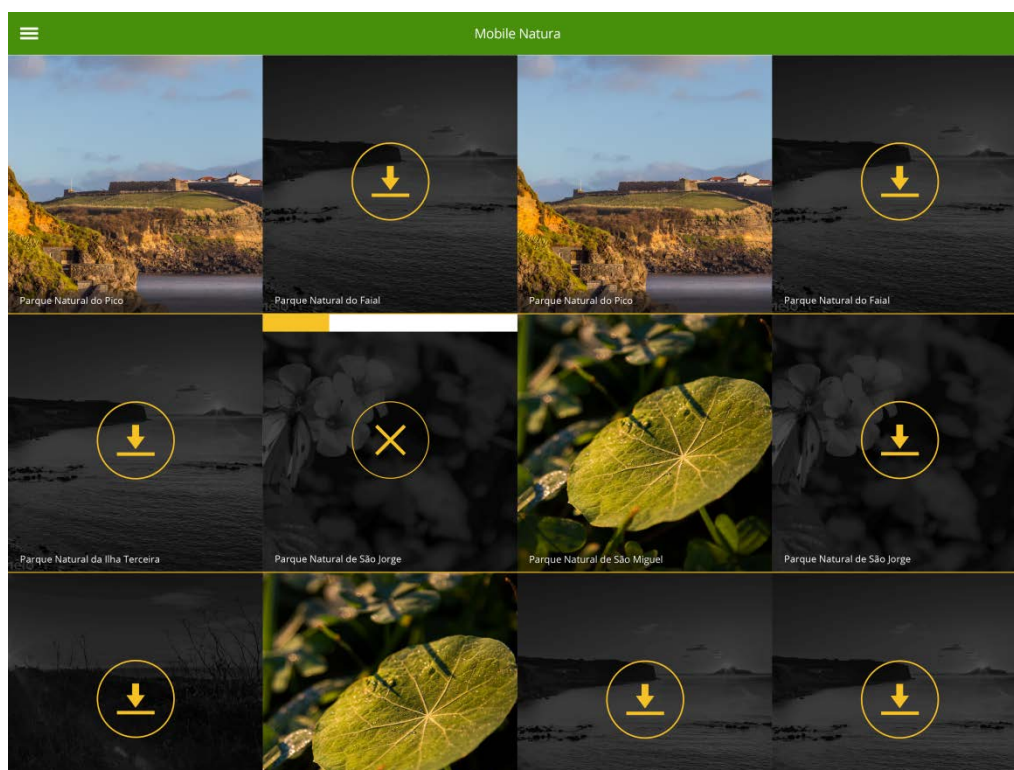 Mobile Natura
Parque Natural do Pico
Parque Natural do Faial
Parque Natural do Pico
Parque Natural do Faial
Parque Natural da Ilha Terceira
Parque Natural de São Jorge
Parque Natural de São Miguel
Parque Natural de São Jorge